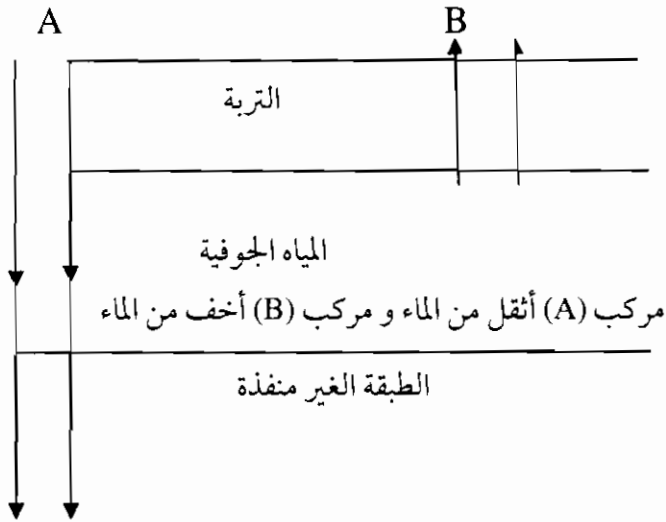 A
B
التربة
المياه الجوفية
مركب (A) أثقل من الماء و مركب (B) أخف من الماء
الطبقة الغير منفذة